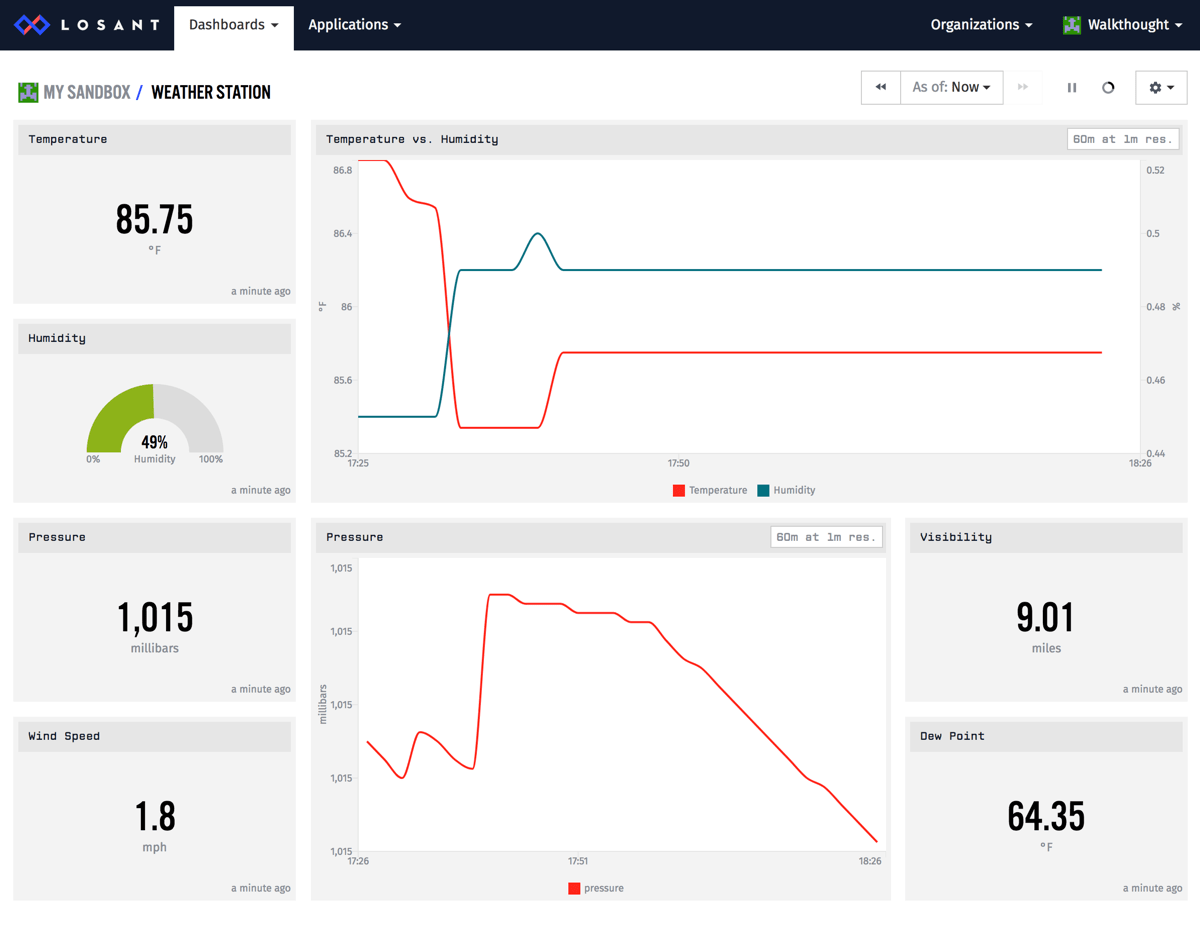 LOSANT Dashboards Applications Organizations Walkthought
MY SANDBOX / WEATHER STATION As of: Now
Temperature
85.75
°F
a minute ago
Temperature vs. Humidity 60m at 1m res.
86.8
86.4
86
85.6
85.2
°F
0.52
0.5
0.48
0.46
0.44
%
17:25 17:50 18:26
Temperature Humidity
Humidity
49%
0% Humidity 100%
a minute ago
Pressure
1,015
millibars
a minute ago
Pressure 60m at 1m res.
1,015
1,015
1,015
1,015
1,015
millibars
17:26 17:51 18:26
pressure
Visibility
9.01
miles
a minute ago
Wind Speed
1.8
mph
a minute ago
Dew Point
64.35
°F
a minute ago